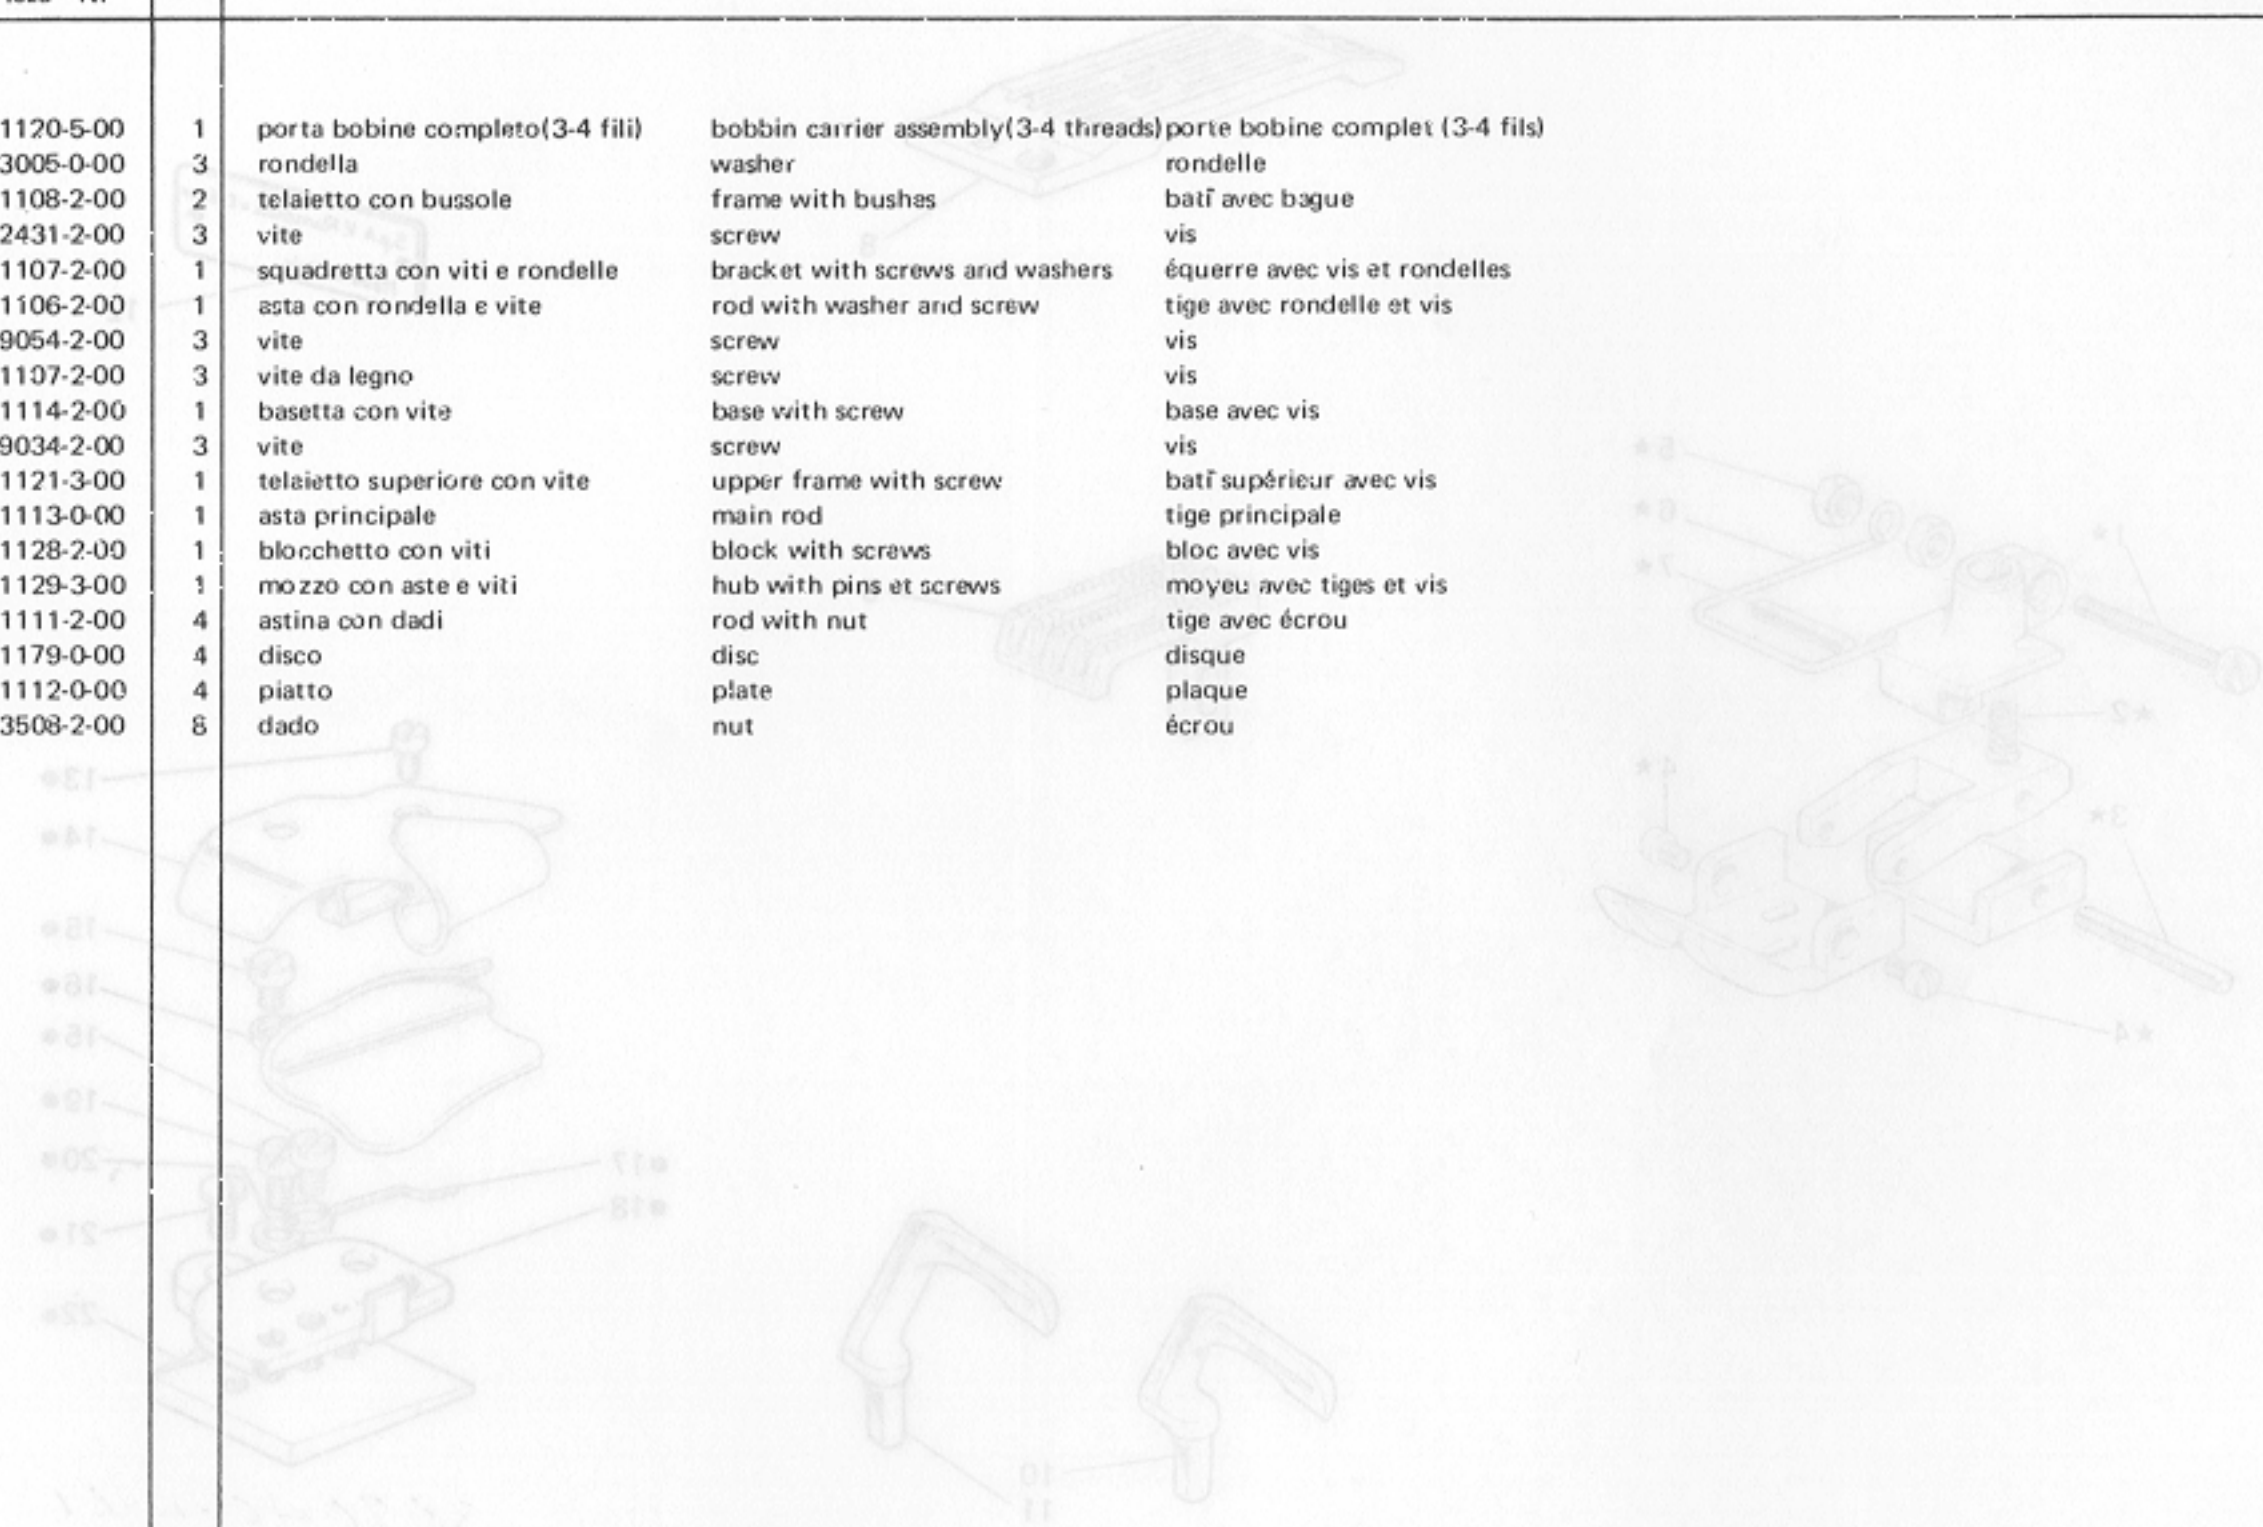 1120-5-00 1 porta bobine completo(3-4 fili) bobbin carrier assembly(3-4 threads) porte bobine complet (3-4 fils)
3005-0-00 3 rondella washer rondelle
1108-2-00 2 telaietto con bussole frame with bushes batî avec bague
2431-2-00 3 vite screw vis
1107-2-00 1 squadretta con viti e rondelle bracket with screws and washers équerre avec vis et rondelles
1106-2-00 1 asta con rondella e vite rod with washer and screw tige avec rondelle et vis
9054-2-00 3 vite screw vis
1107-2-00 3 vite da legno screw vis
1114-2-00 1 basetta con vite base with screw base avec vis
9034-2-00 3 vite screw vis
1121-3-00 1 telaietto superiore con vite upper frame with screw batî supérieur avec vis
1113-0-00 1 asta principale main rod tige principale
1128-2-00 1 blocchetto con viti block with screws bloc avec vis
1129-3-00 1 mozzo con aste e viti hub with pins et screws moyeu avec tiges et vis
1111-2-00 4 astina con dadi rod with nut tige avec écrou
1179-0-00 4 disco disc disque
1112-0-00 4 piatto plate plaque
3508-2-00 8 dado nut écrou